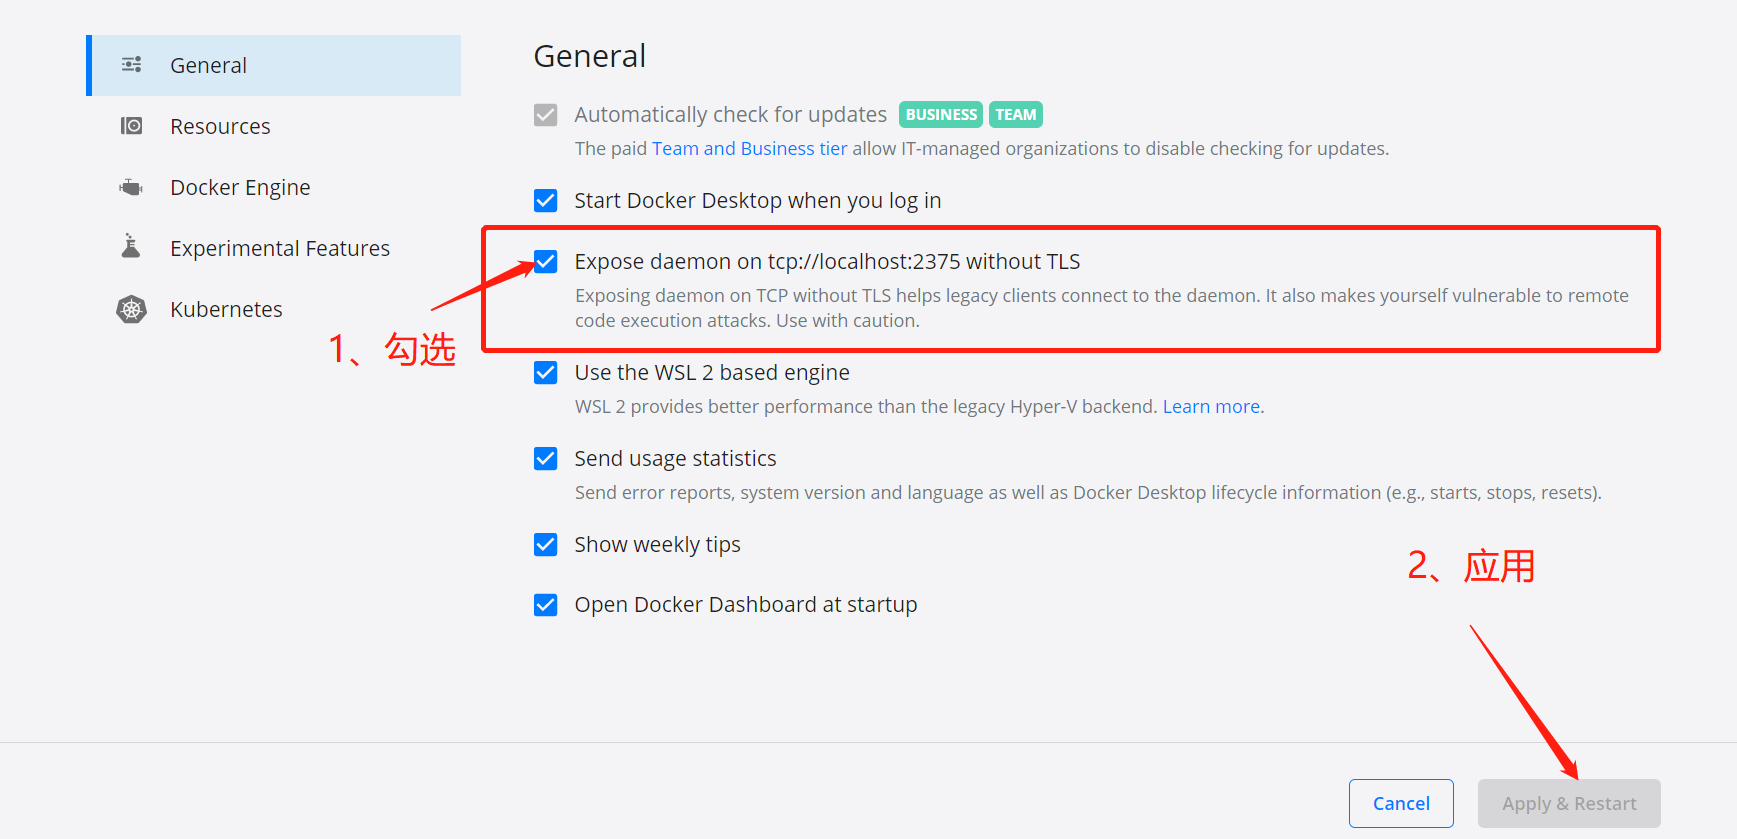 General
Resources
Docker Engine
Experimental Features
Kubernetes
General
Automatically check for updates BUSINESS TEAM
The paid Team and Business tier allow IT-managed organizations to disable checking for updates.
Start Docker Desktop when you log in
Expose daemon on tcp://localhost:2375 without TLS
Exposing daemon on TCP without TLS helps legacy clients connect to the daemon. It also makes yourself vulnerable to remote
code execution attacks. Use with caution.
1、勾选
Use the WSL 2 based engine
WSL 2 provides better performance than the legacy Hyper-V backend. Learn more.
Send usage statistics
Send error reports, system version and language as well as Docker Desktop lifecycle information (e.g., starts, stops, resets).
Show weekly tips
2、应用
Open Docker Dashboard at startup
Cancel
Apply & Restart